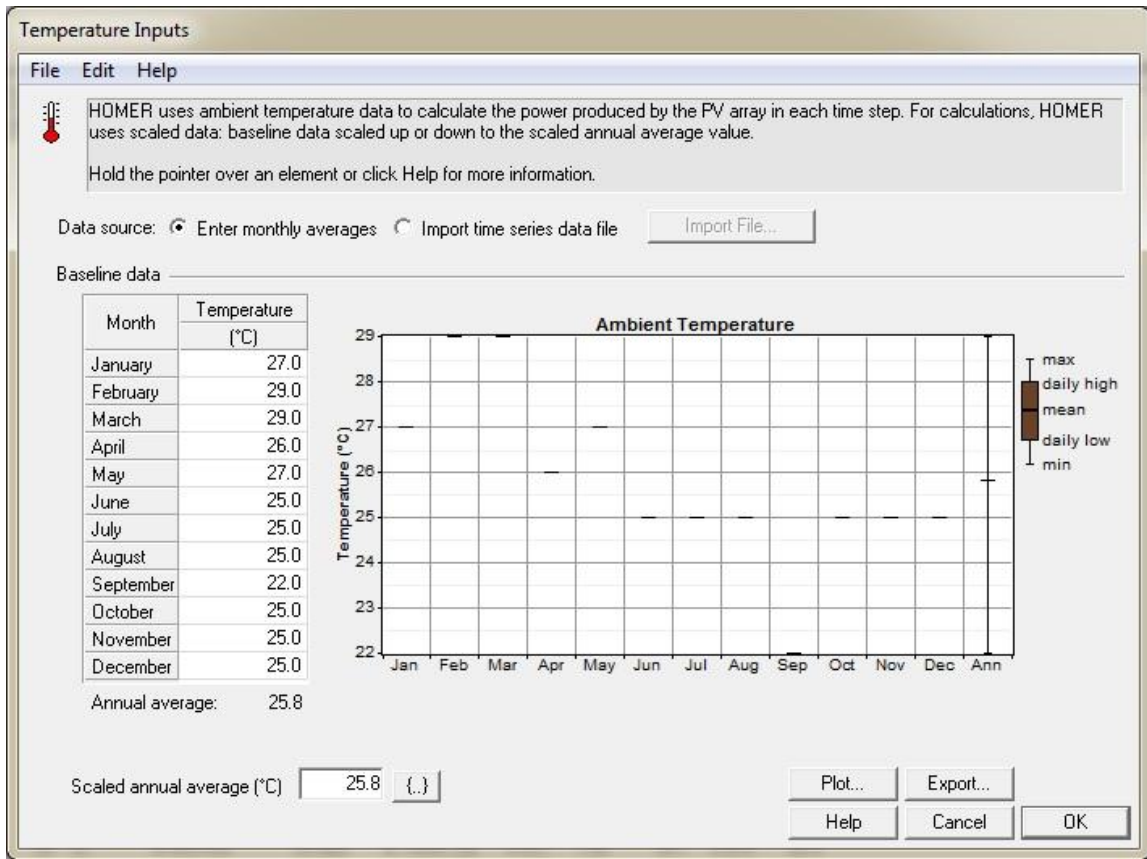 Temperature Inputs
File Edit Help
HOMER uses ambient temperature data to calculate the power produced by the PV array in each time step. For calculations, HOMER
uses scaled data: baseline data scaled up or down to the scaled annual average value.
Hold the pointer over an element or click Help for more information.
Data source: Enter monthly averages Import time series data file Import File...
Baseline data
Month Temperature
(°C)
January 27.0
February 29.0
March 29.0
April 26.0
May 27.0
June 25.0
July 25.0
August 25.0
September 22.0
October 25.0
November 25.0
December 25.0
Annual average: 25.8
Ambient Temperature
Temperature (°C)
29
28
27
26
25
24
23
22
Jan Feb Mar Apr May Jun Jul Aug Sep Oct Nov Dec Ann
max
daily high
mean
daily low
min
Scaled annual average (°C) 25.8 {..}
Plot... Export...
Help Cancel OK